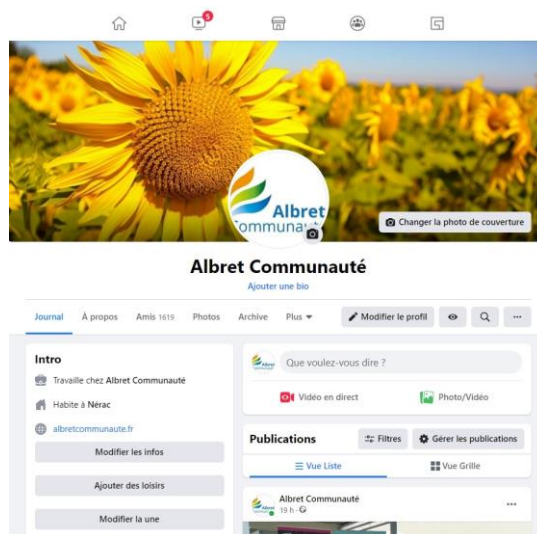 5
Albret
Communauté
Changer la photo de couverture
Albret Communauté
Ajouter une bio
Journal À propos Amis 1619 Photos Archive Plus Modifier le profil ...
Intro
Travaille chez Albret Communauté
Habite à Nérac
albretcommunaute.fr
Modifier les infos
Ajouter des loisirs
Modifier la une
Que voulez-vous dire ?
Vidéo en direct Photo/Vidéo
Publications Filtres Gérer les publications
Vue Liste Vue Grille
Albret Communauté
19 h ·